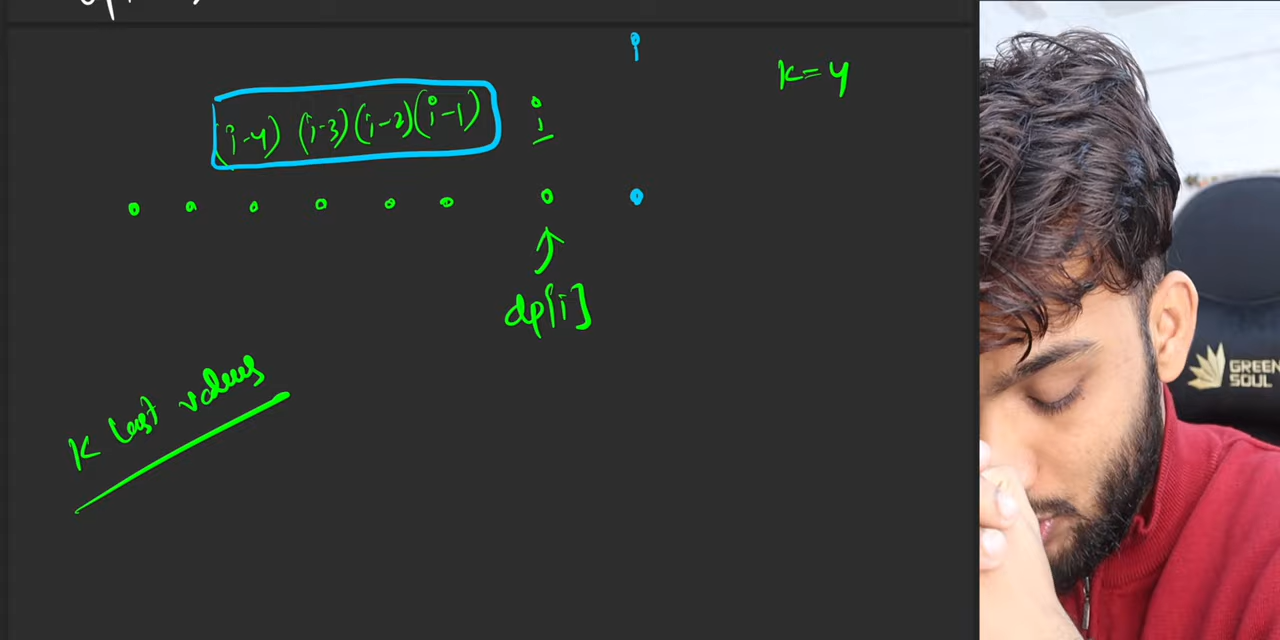 i
K=4
(i-4) (i-3) (i-2) (i-1) i
dp[i]
K last values
GREEN
SOUL